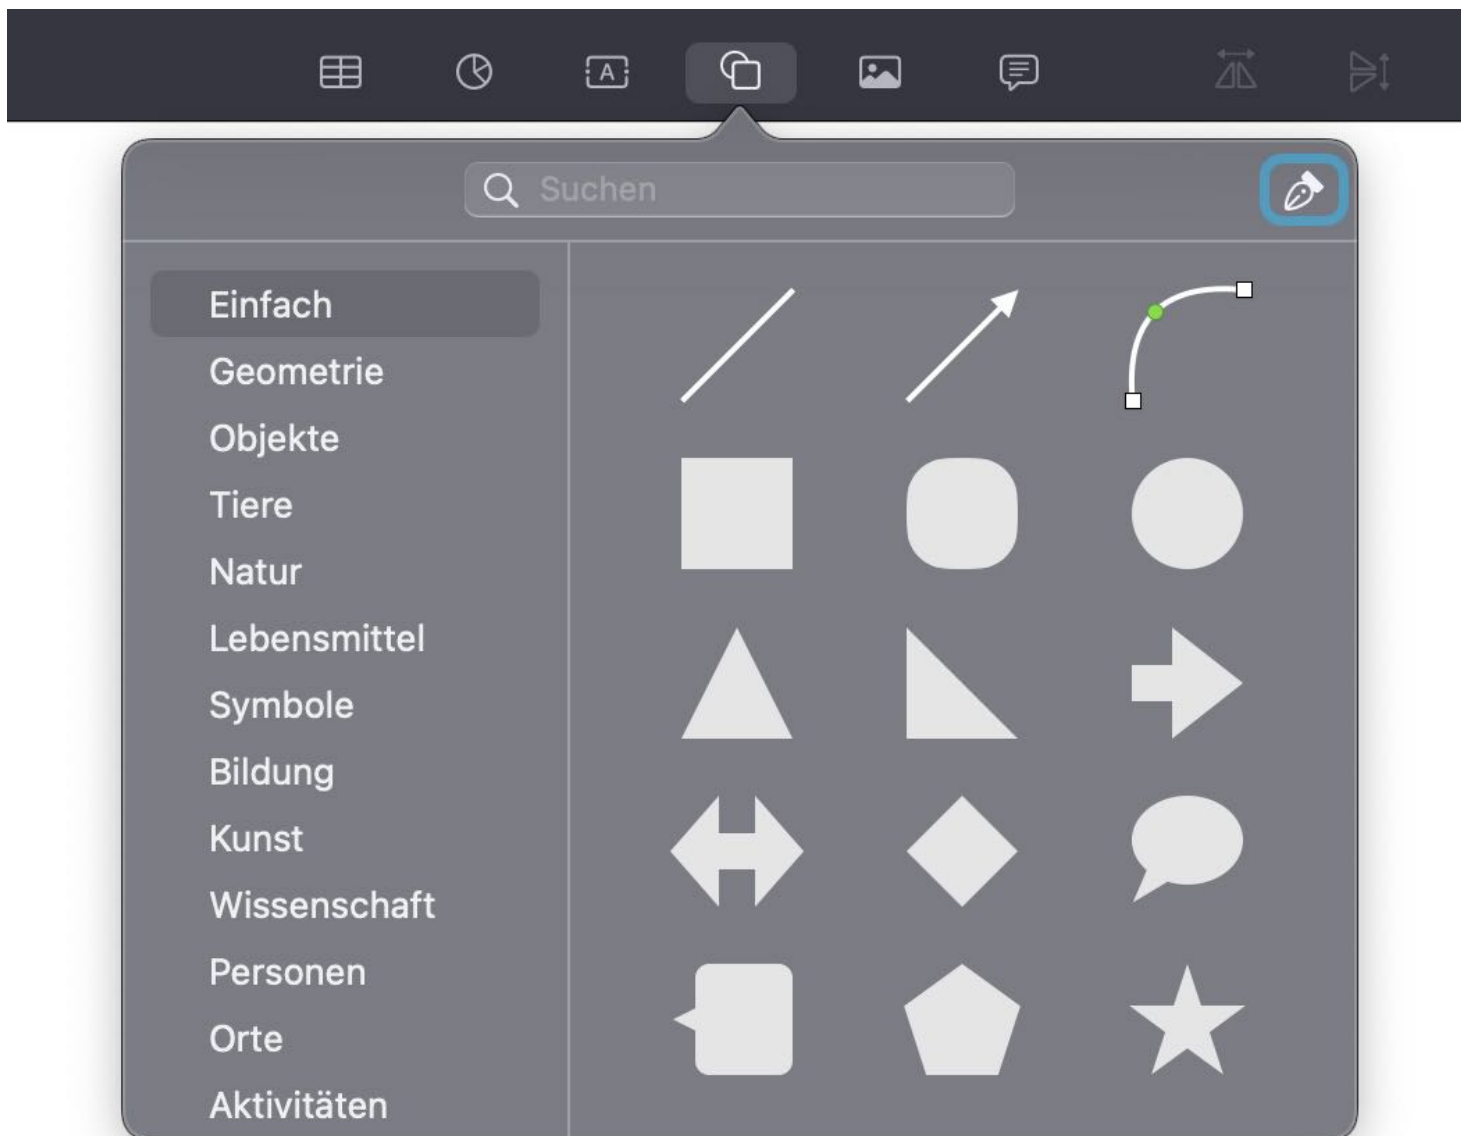 A
Suchen
Einfach
Geometrie
Objekte
Tiere
Natur
Lebensmittel
Symbole
Bildung
Kunst
Wissenschaft
Personen
Orte
Aktivitäten